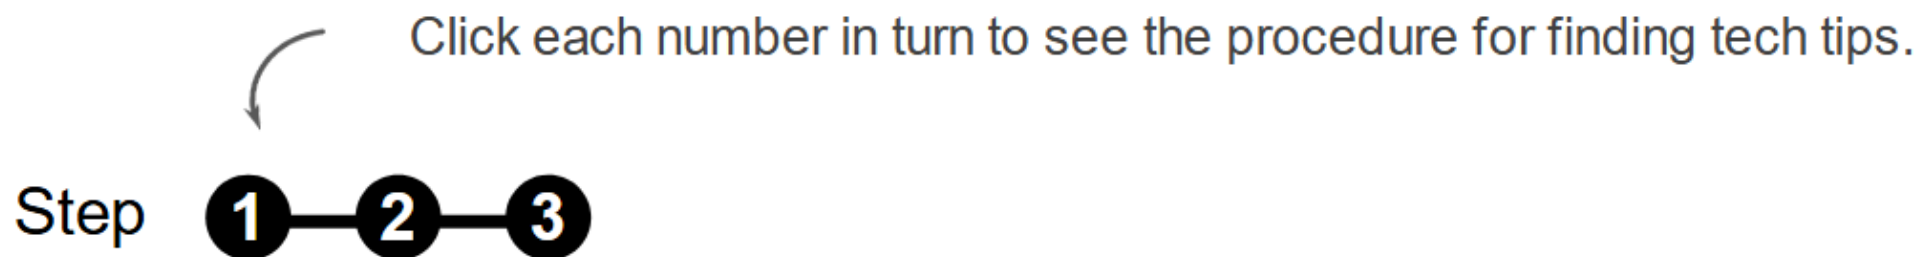 Click each number in turn to see the procedure for finding tech tips.
Step 1 2 3